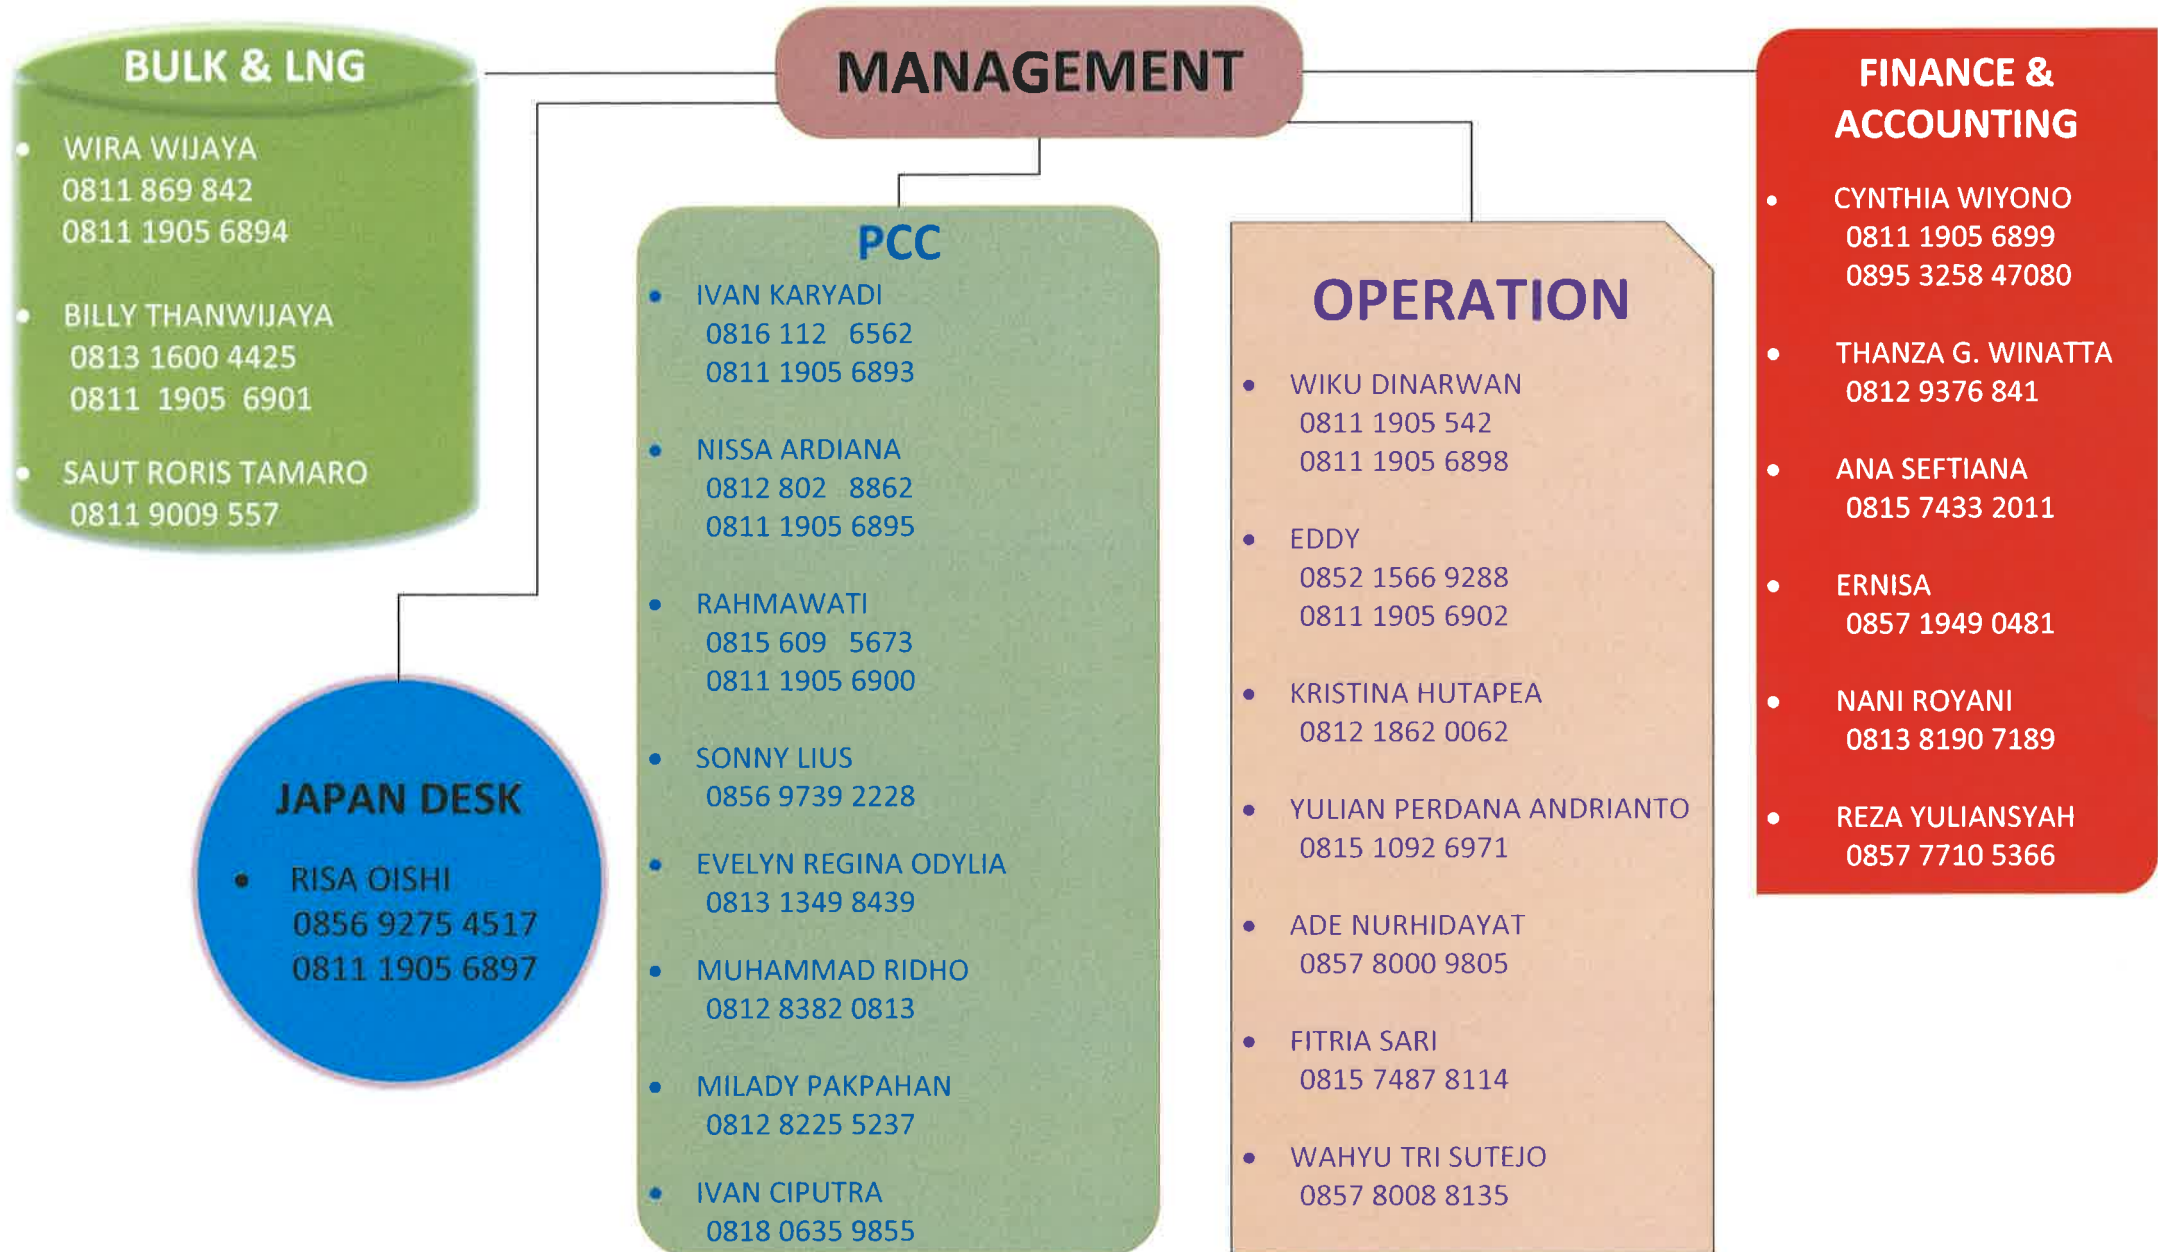 MANAGEMENT
BULK & LNG
• WIRA WIJAYA
0811 869 842
0811 1905 6894
• BILLY THANWIJAYA
0813 1600 4425
0811 1905 6901
• SAUT RORIS TAMARO
0811 9009 557
JAPAN DESK
• RISA OISHI
0856 9275 4517
0811 1905 6897
PCC
• IVAN KARYADI
0816 112 6562
0811 1905 6893
• NISSA ARDIANA
0812 802 8862
0811 1905 6895
• RAHMAWATI
0815 609 5673
0811 1905 6900
• SONNY LIUS
0856 9739 2228
• EVELYN REGINA ODYLIA
0813 1349 8439
• MUHAMMAD RIDHO
0812 8382 0813
• MILADY PAKPAHAN
0812 8225 5237
• IVAN CIPUTRA
0818 0635 9855
OPERATION
• WIKU DINARWAN
0811 1905 542
0811 1905 6898
• EDDY
0852 1566 9288
0811 1905 6902
• KRISTINA HUTAPEA
0812 1862 0062
• YULIAN PERDANA ANDRIANTO
0815 1092 6971
• ADE NURHIDAYAT
0857 8000 9805
• FITRIA SARI
0815 7487 8114
• WAHYU TRI SUTEJO
0857 8008 8135
FINANCE &
ACCOUNTING
• CYNTHIA WIYONO
0811 1905 6899
0895 3258 47080
• THANZA G. WINATTA
0812 9376 841
• ANA SEFTIANA
0815 7433 2011
• ERNISA
0857 1949 0481
• NANI ROYANI
0813 8190 7189
• REZA YULIANSYAH
0857 7710 5366